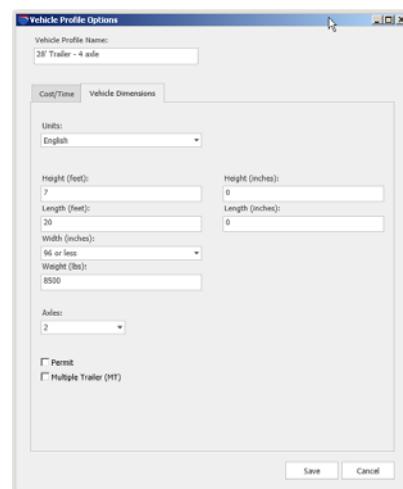 Vehicle Profile Options
Vehicle Profile Name:
28' Trailer - 4 axle
Cost/Time Vehicle Dimensions
Units:
English
Height (feet): Height (inches):
7 0
Length (feet): Length (inches):
20 0
Width (inches):
96 or less
Weight (lbs):
8500
Axles:
2
Permit
Multiple Trailer (MT)
Save Cancel